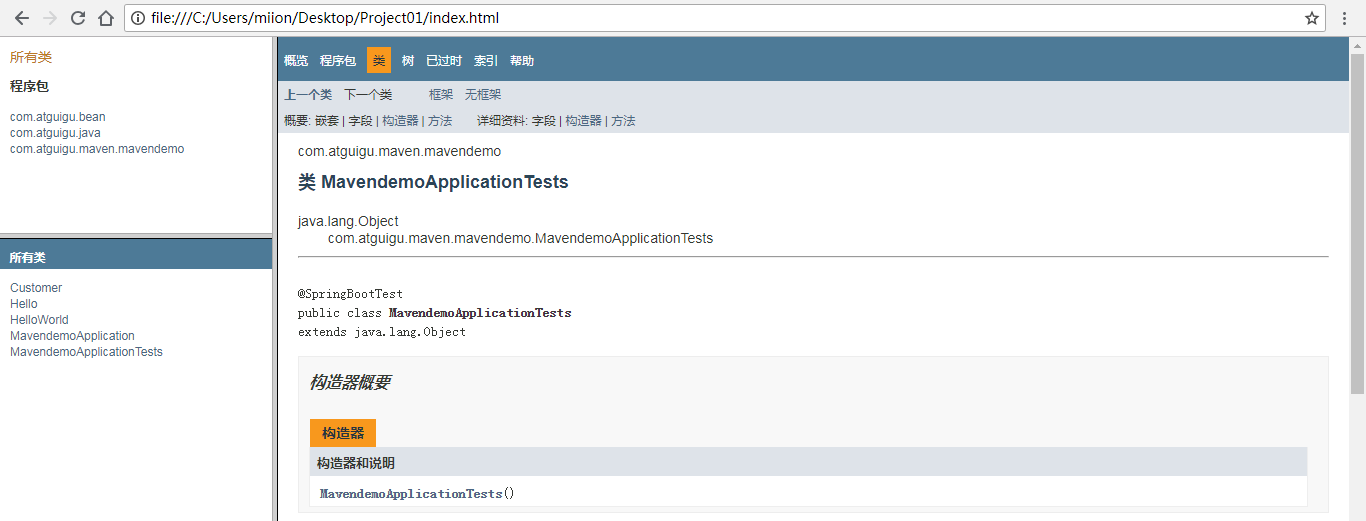 file:///C:/Users/miion/Desktop/Project01/index.html
所有类
程序包
com.atguigu.bean
com.atguigu.java
com.atguigu.maven.mavendemo
所有类
Customer
Hello
HelloWorld
MavendemoApplication
MavendemoApplicationTests
概览 程序包 类 树 已过时 索引 帮助
上一个类 下一个类 框架 无框架
概要: 嵌套 | 字段 | 构造器 | 方法 详细资料: 字段 | 构造器 | 方法
com.atguigu.maven.mavendemo
类 MavendemoApplicationTests
java.lang.Object
com.atguigu.maven.mavendemo.MavendemoApplicationTests
@SpringBootTest
public class MavendemoApplicationTests
extends java.lang.Object
构造器概要
构造器
构造器和说明
MavendemoApplicationTests()